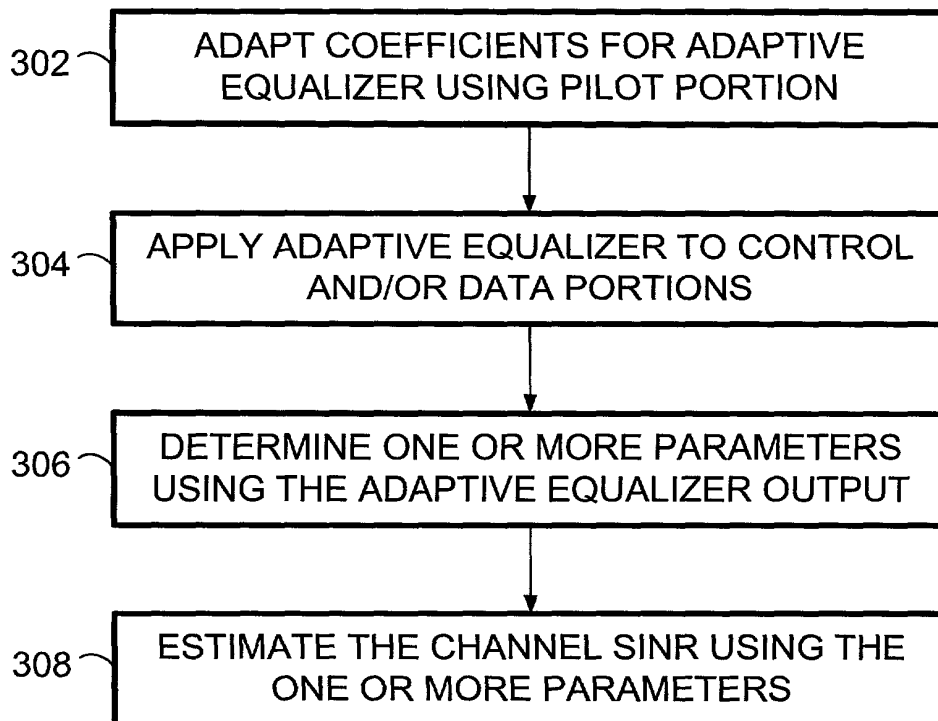 302
ADAPT COEFFICIENTS FOR ADAPTIVE
EQUALIZER USING PILOT PORTION
304
APPLY ADAPTIVE EQUALIZER TO CONTROL
AND/OR DATA PORTIONS
306
DETERMINE ONE OR MORE PARAMETERS
USING THE ADAPTIVE EQUALIZER OUTPUT
308
ESTIMATE THE CHANNEL SINR USING THE
ONE OR MORE PARAMETERS